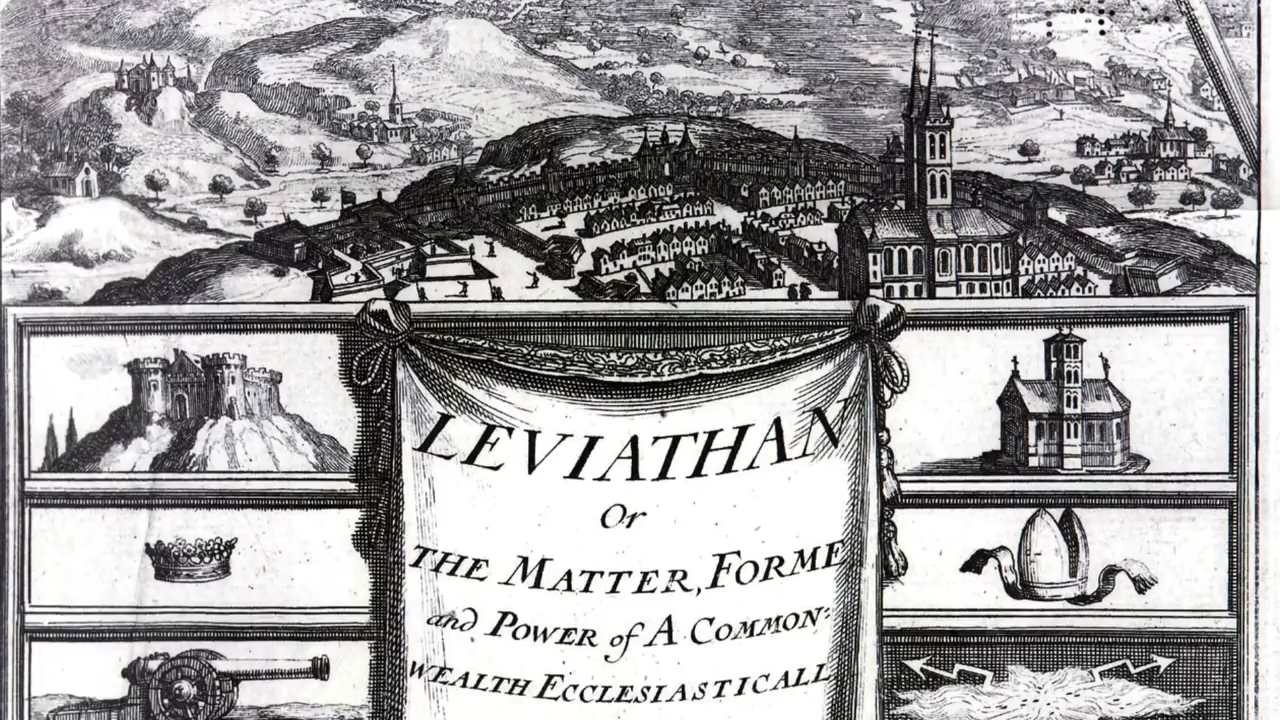 LEVIATHAN
Or
THE MATTER, FORME
and POWER of A COMMON:
WEALTH ECCLESIASTICALL